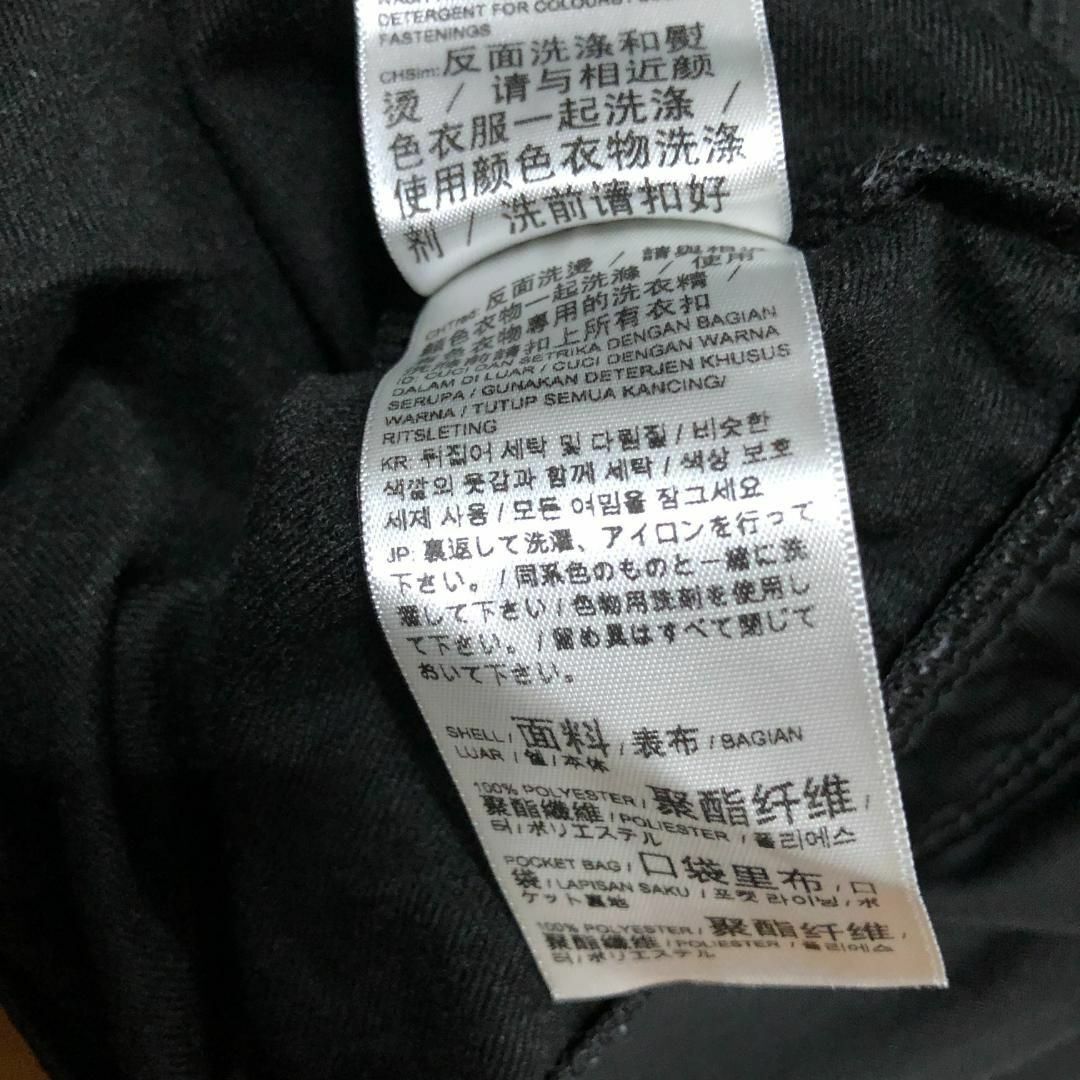 DETERGENT FOR COLOURS /
FASTENINGS
CHSim: 反面洗涤和熨
烫 / 请与相近颜
色衣服一起洗涤 /
使用颜色衣物洗涤
剂 / 洗前请扣好
反面洗燙 / 請與相近
顏色衣物一起洗滌 / 使用
顏色衣物專用的洗衣精 /
洗滌前請扣上所有衣扣
ID: CUCI DAN SETRIKA DENGAN BAGIAN
DALAM DI LUAR / CUCI DENGAN WARNA
SERUPA / GUNAKAN DETERJEN KHUSUS
WARNA / TUTUP SEMUA KANCING/
RITSLETING
KR: 뒤집어 세탁 및 다림질 / 비슷한
색깔의 옷감과 함께 세탁 / 색상 보호
세제 사용 / 모든 여밈을 잠그세요
JP: 裏返して洗濯、アイロンを行って
下さい。 / 同系色のものと一緒に洗
濯して下さい / 色物用洗剤を使用し
て下さい。 / 留め具はすべて閉じて
おいて下さい。
SHELL / 面料 / 表布 / BAGIAN
LUAR / 쉘 / 本体
100% POLYESTER / 聚酯纤维 /
聚酯纖維 / POLIESTER / 폴리에스
터 / ポリエステル
POCKET BAG / 口袋里布 / 口
袋 / LAPISAN SAKU / 포켓 라이닝 / ポ
ケット裏地
100% POLYESTER / 聚酯纤维 /
聚酯纖維 / POLIESTER / 폴리에스
터 / ポリエステル